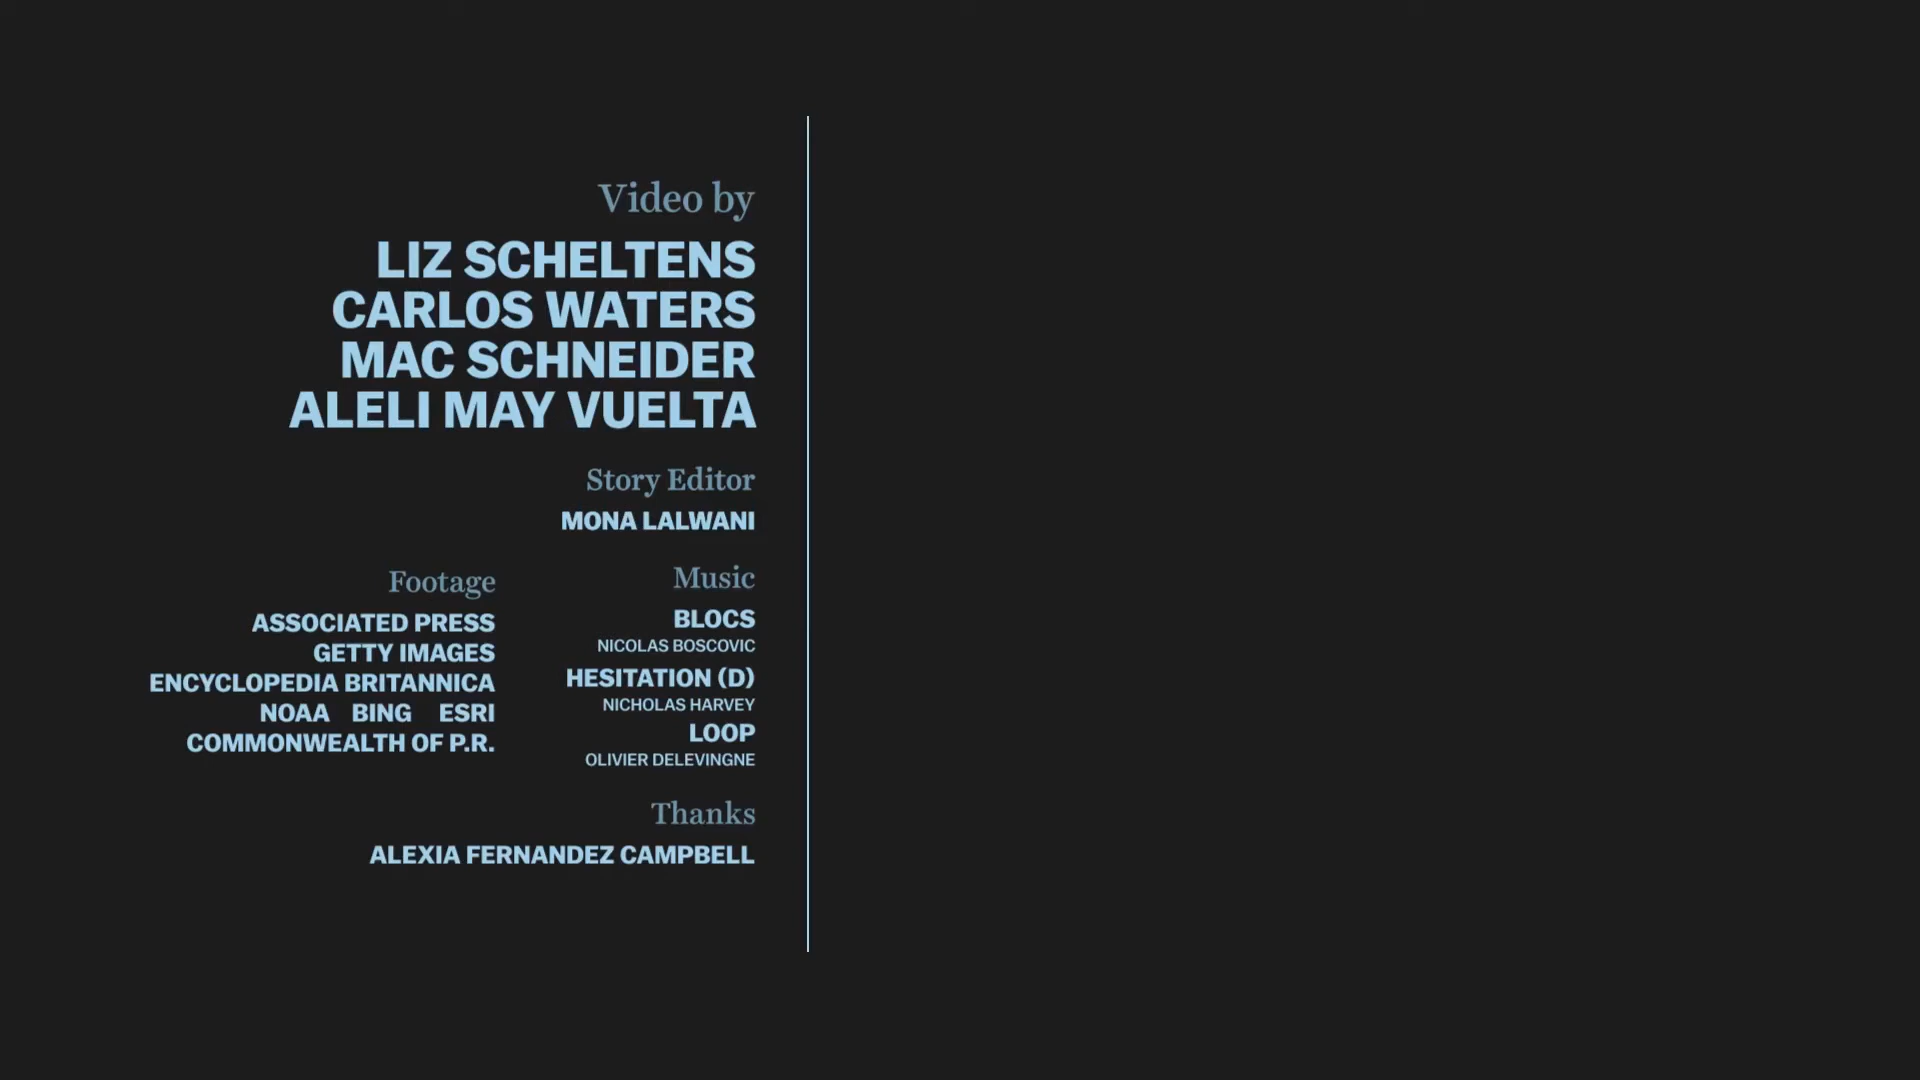 Video by
LIZ SCHELTENS
CARLOS WATERS
MAC SCHNEIDER
ALELI MAY VUELTA
Story Editor
MONA LALWANI
Footage
ASSOCIATED PRESS
GETTY IMAGES
ENCYCLOPEDIA BRITANNICA
NOAA BING ESRI
COMMONWEALTH OF P.R.
Music
BLOCS
NICOLAS BOSCOVIC
HESITATION (D)
NICHOLAS HARVEY
LOOP
OLIVIER DELEVINGNE
Thanks
ALEXIA FERNANDEZ CAMPBELL